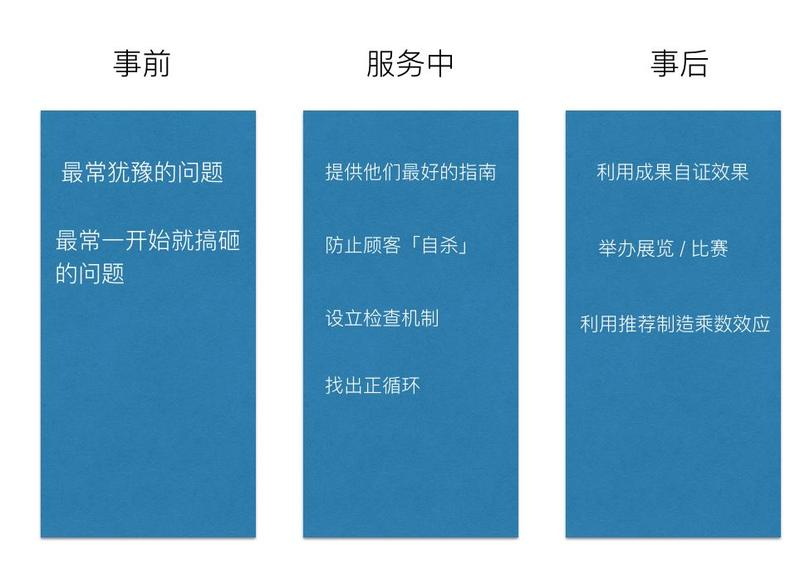 事前
最常犹豫的问题
最常一开始就搞砸
的问题
服务中
提供他们最好的指南
防止顾客「自杀」
设立检查机制
找出正循环
事后
利用成果自证效果
举办展览 / 比赛
利用推荐制造乘数效应